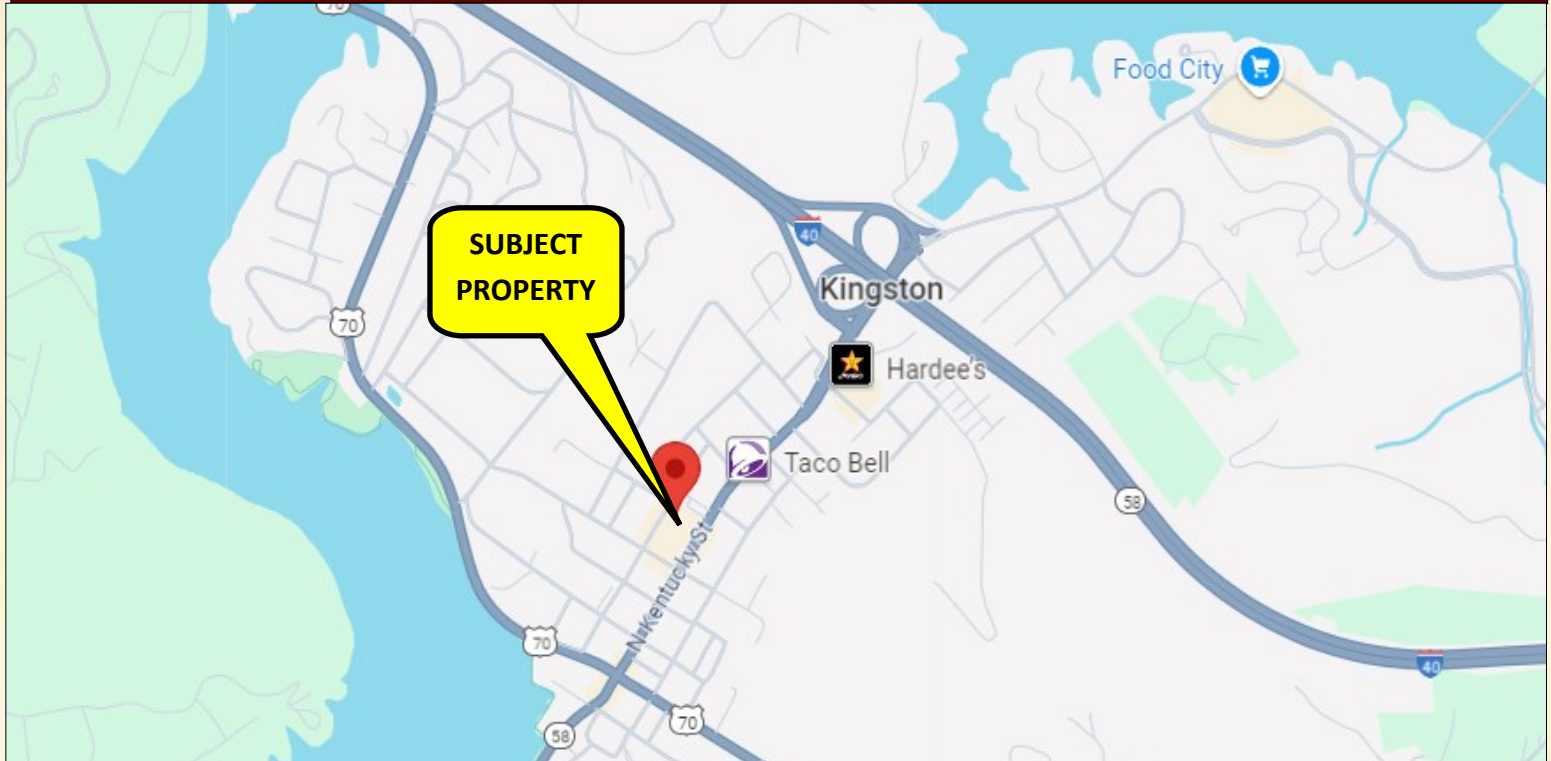 70
Food City
SUBJECT
PROPERTY
40
Kingston
70
Hardee's
Taco Bell
58
N Kentucky St
70
40
70
58